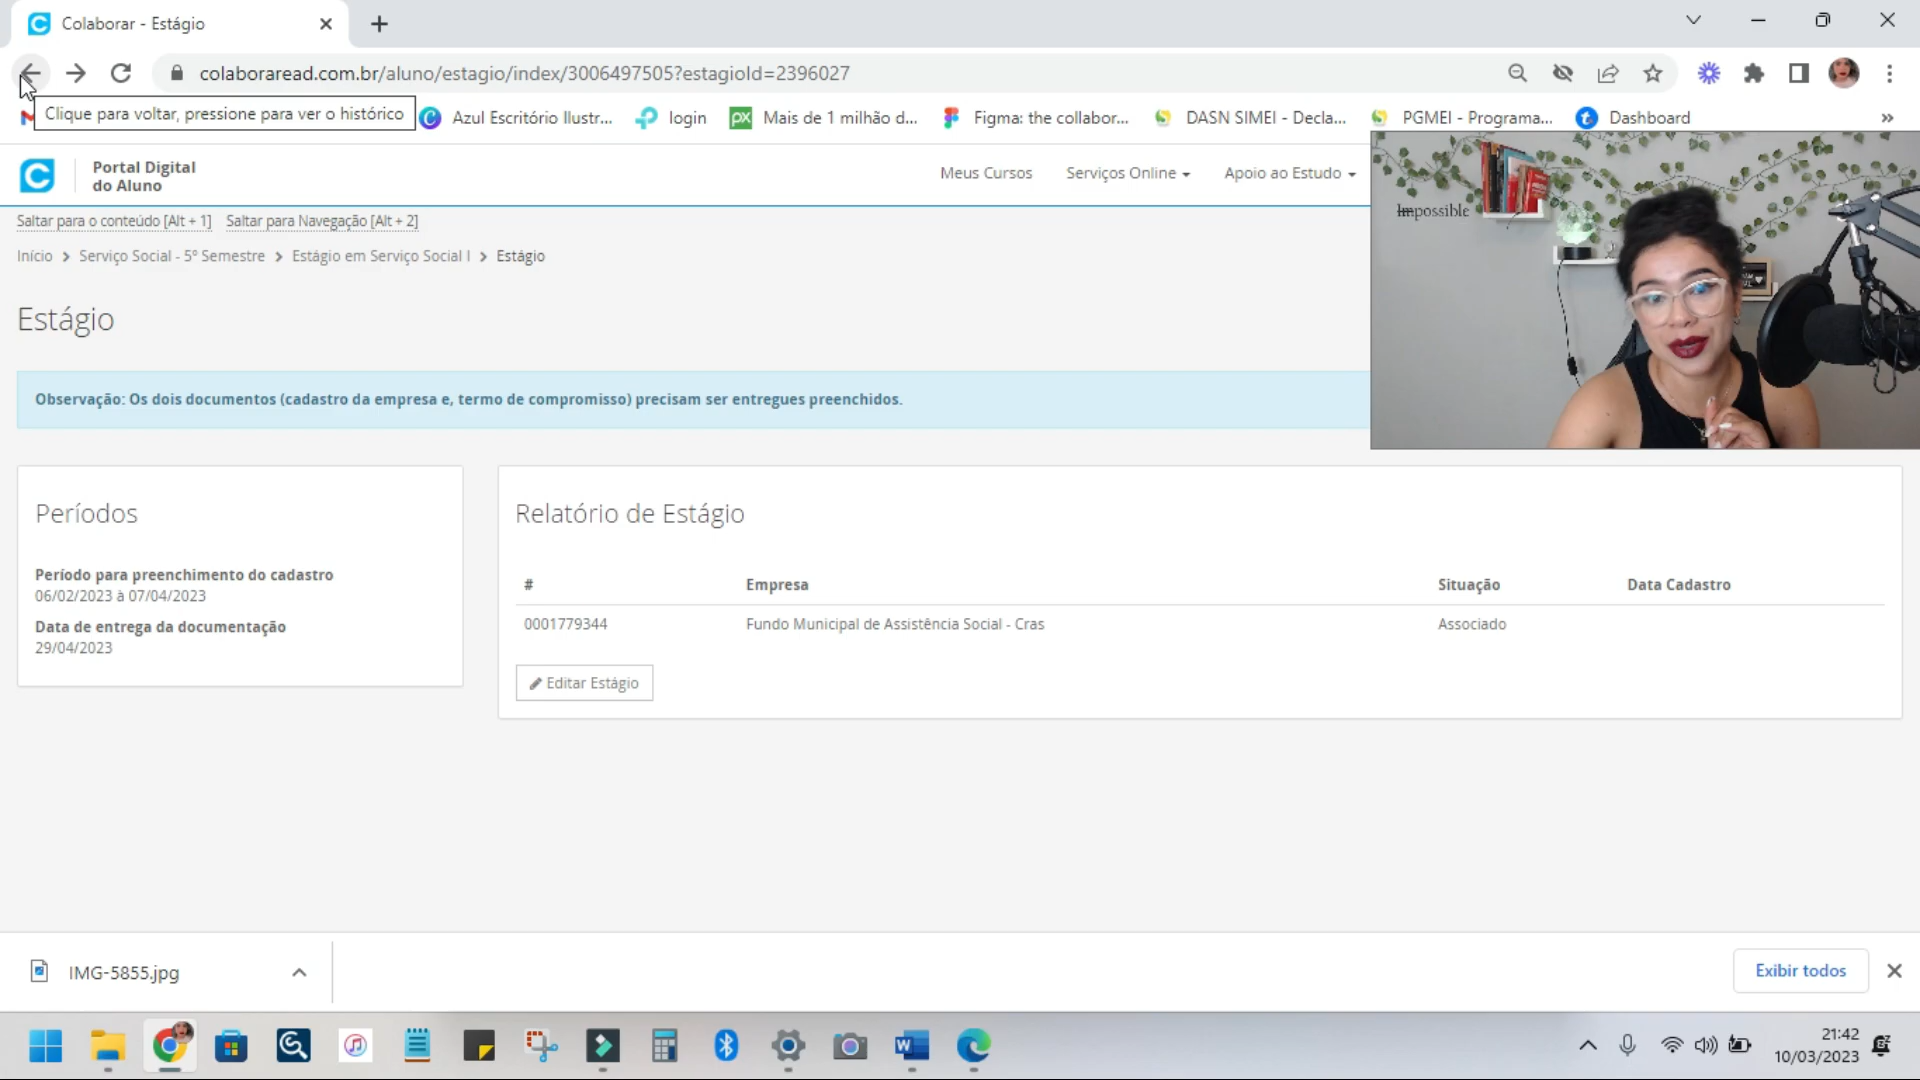 Colaborar - Estágio
colaboraread.com.br/aluno/estagio/index/3006497505?estagioId=2396027
Clique para voltar, pressione para ver o histórico
Azul Escritório Ilustr...
login
Mais de 1 milhão d...
Figma: the collabor...
DASN SIMEI - Decla...
PGMEI - Programa...
Dashboard
»
Portal Digital
do Aluno
Meus Cursos
Serviços Online
Apoio ao Estudo
Impossible
Saltar para o conteúdo [Alt + 1] Saltar para Navegação [Alt + 2]
Início > Serviço Social - 5º Semestre > Estágio em Serviço Social I > Estágio
Estágio
Observação: Os dois documentos (cadastro da empresa e, termo de compromisso) precisam ser entregues preenchidos.
Períodos
Período para preenchimento do cadastro
06/02/2023 à 07/04/2023
Data de entrega da documentação
29/04/2023
Relatório de Estágio
# Empresa Situação Data Cadastro
0001779344 Fundo Municipal de Assistência Social - Cras Associado
Editar Estágio
IMG-5855.jpg
Exibir todos
21:42
10/03/2023